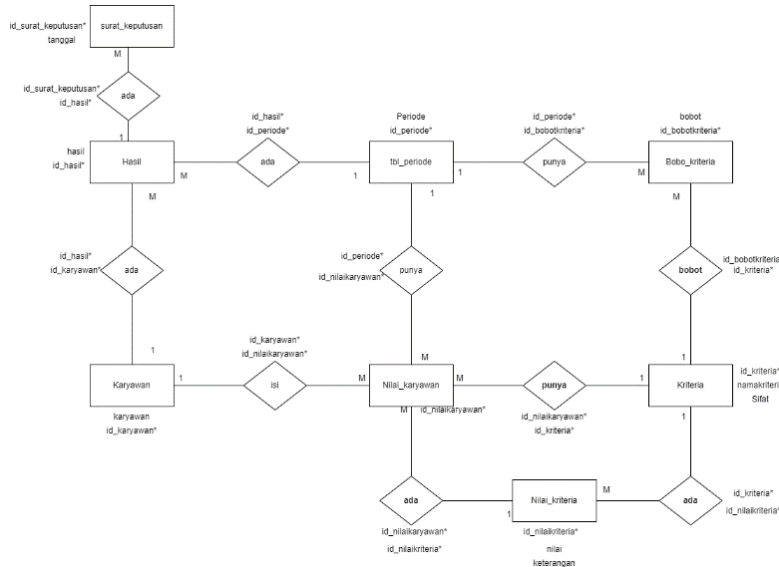 id_surat_keputusan*
tanggal
surat_keputusan
M
id_surat_keputusan*
id_hasil*
ada
1
hasil
id_hasil*
Hasil
M
id_hasil*
id_periode*
ada
1
Periode
id_periode*
tbl_periode
1
id_periode*
id_bobotkriteria*
punya
M
bobot
id_bobotkriteria*
Bobo_kriteria
M
1
M
id_hasil*
id_karyawan*
ada
id_periode*
id_nilaikaryawan*
punya
bobot
id_bobotkriteria
id_kriteria*
1
M
1
Karyawan
karyawan
id_karyawan*
1
id_karyawan*
id_nilaikaryawan*
isi
M
Nilai_karyawan
M
id_nilaikaryawan*
M
punya
id_nilaikaryawan*
id_kriteria*
1
Kriteria
id_kriteria*
namakriteri
Sifat
1
ada
id_nilaikaryawan*
id_nilaikriteria*
1
Nilai_kriteria
id_nilaikriteria*
nilai
keterangan
M
ada
id_kriteria*
id_nilaikriteria*